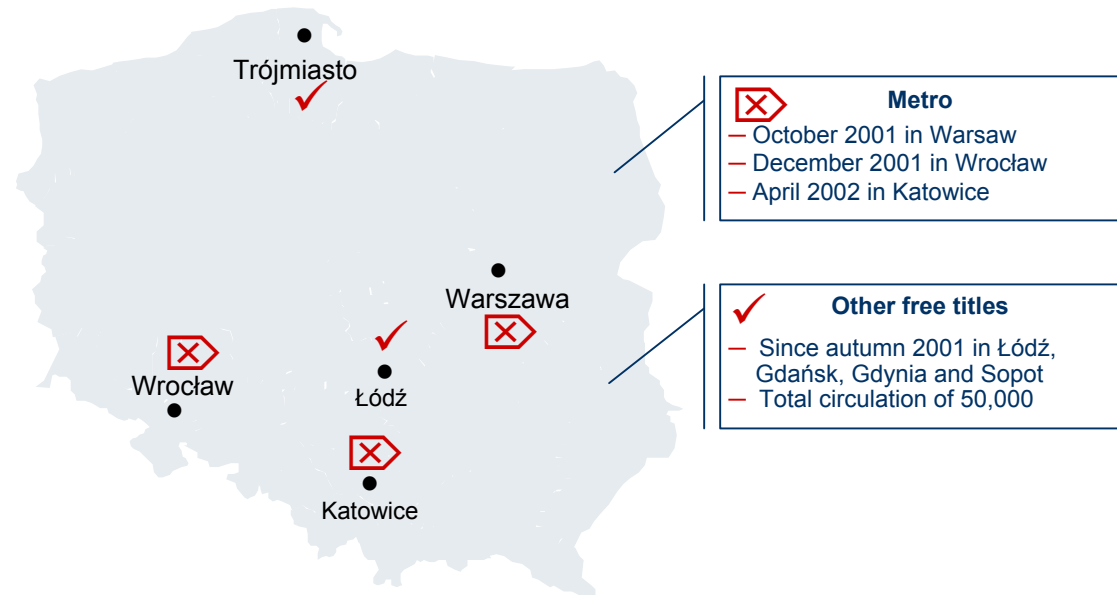 Trójmiasto
Warszawa
Wrocław
Łódź
Katowice
Metro
– October 2001 in Warsaw
– December 2001 in Wrocław
– April 2002 in Katowice
Other free titles
– Since autumn 2001 in Łódź,
Gdańsk, Gdynia and Sopot
– Total circulation of 50,000